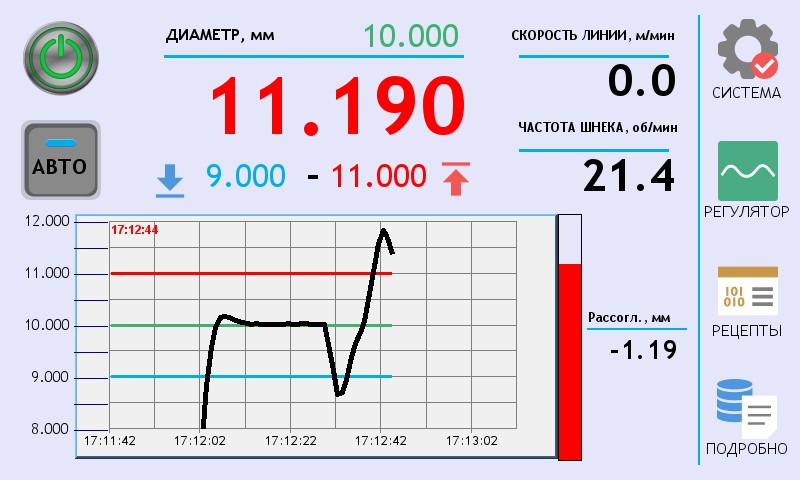 ДИАМЕТР, мм 10.000
11.190
9.000 - 11.000
СКОРОСТЬ ЛИНИИ, м/мин
0.0
ЧАСТОТА ШНЕКА, об/мин
21.4
СИСТЕМА
АВТО
РЕГУЛЯТОР
12.000
17:12:44
11.000
10.000
9.000
8.000
17:11:42 17:12:02 17:12:22 17:12:42 17:13:02
Рассогл., мм
-1.19
101
010
РЕЦЕПТЫ
ПОДРОБНО